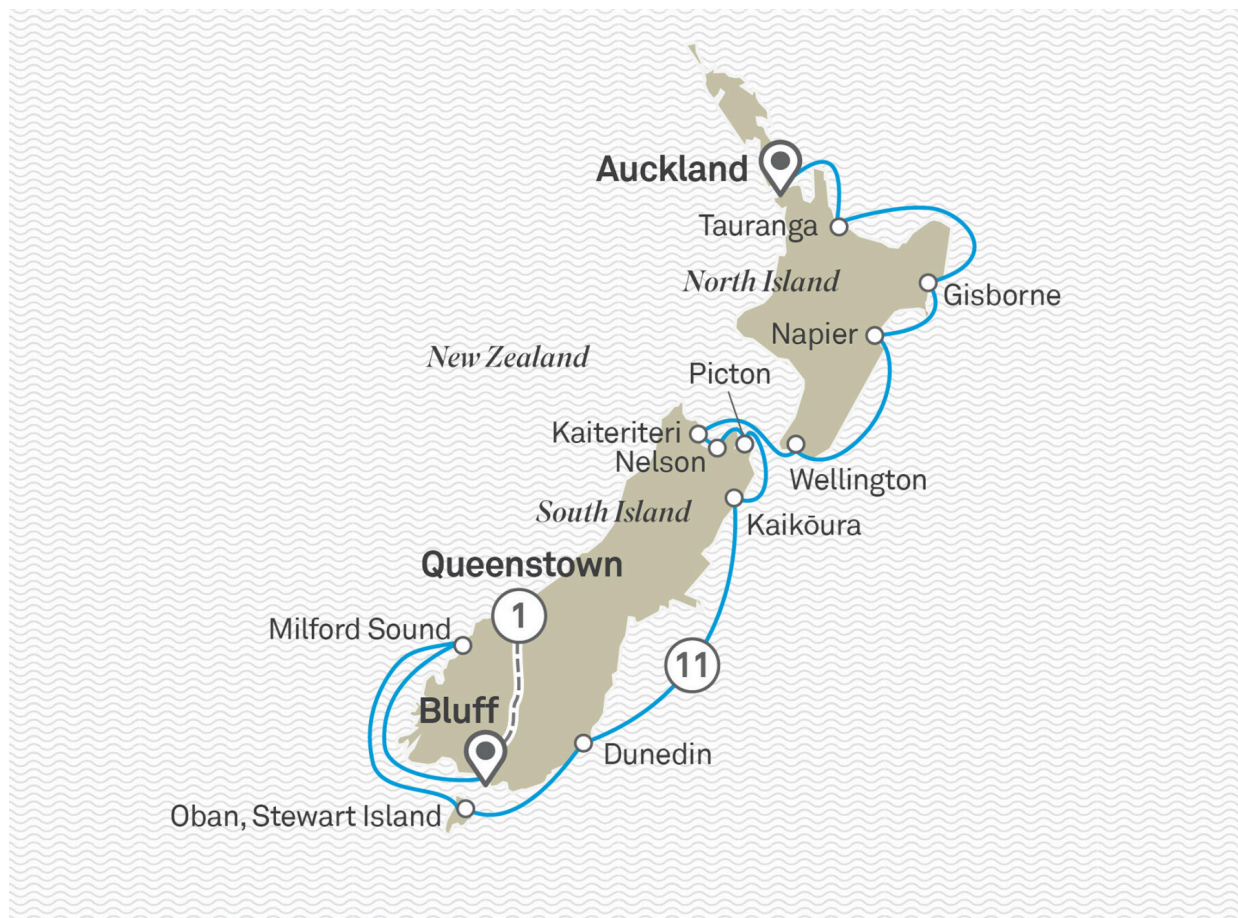 Auckland
Tauranga
North Island
Gisborne
Napier
New Zealand
Picton
Kaiteriteri
Nelson
Wellington
South Island
Kaikōura
Queenstown
1
Milford Sound
11
Bluff
Dunedin
Oban, Stewart Island